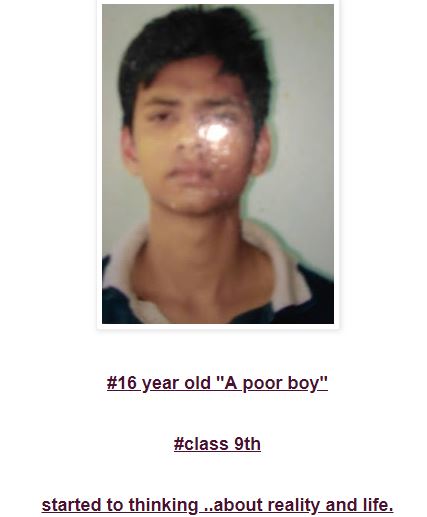 #16 year old "A poor boy"
#class 9th
started to thinking ..about reality and life.